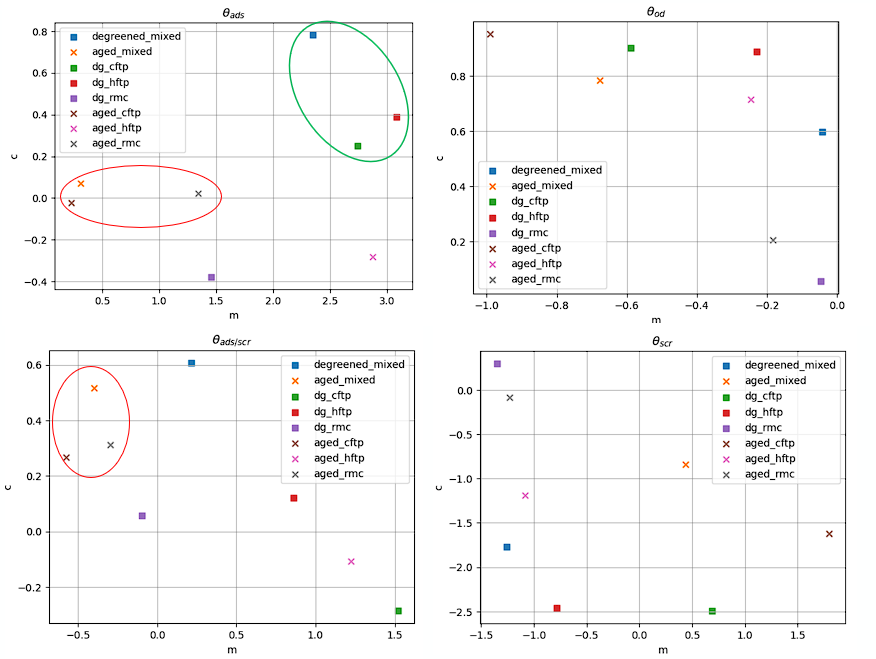 θads
0.8
0.6
0.4
0.2
0.0
−0.2
−0.4
c
degreened_mixed
aged_mixed
dg_cftp
dg_hftp
dg_rmc
aged_cftp
aged_hftp
aged_rmc
0.5 1.0 1.5 2.0 2.5 3.0
m
θod
0.8
0.6
0.4
0.2
c
degreened_mixed
aged_mixed
dg_cftp
dg_hftp
dg_rmc
aged_cftp
aged_hftp
aged_rmc
−1.0 −0.8 −0.6 −0.4 −0.2 0.0
m
θads/scr
0.6
0.4
0.2
0.0
−0.2
c
degreened_mixed
aged_mixed
dg_cftp
dg_hftp
dg_rmc
aged_cftp
aged_hftp
aged_rmc
−0.5 0.0 0.5 1.0 1.5
m
θscr
0.0
−0.5
−1.0
−1.5
−2.0
−2.5
c
degreened_mixed
aged_mixed
dg_cftp
dg_hftp
dg_rmc
aged_cftp
aged_hftp
aged_rmc
−1.5 −1.0 −0.5 0.0 0.5 1.0 1.5
m